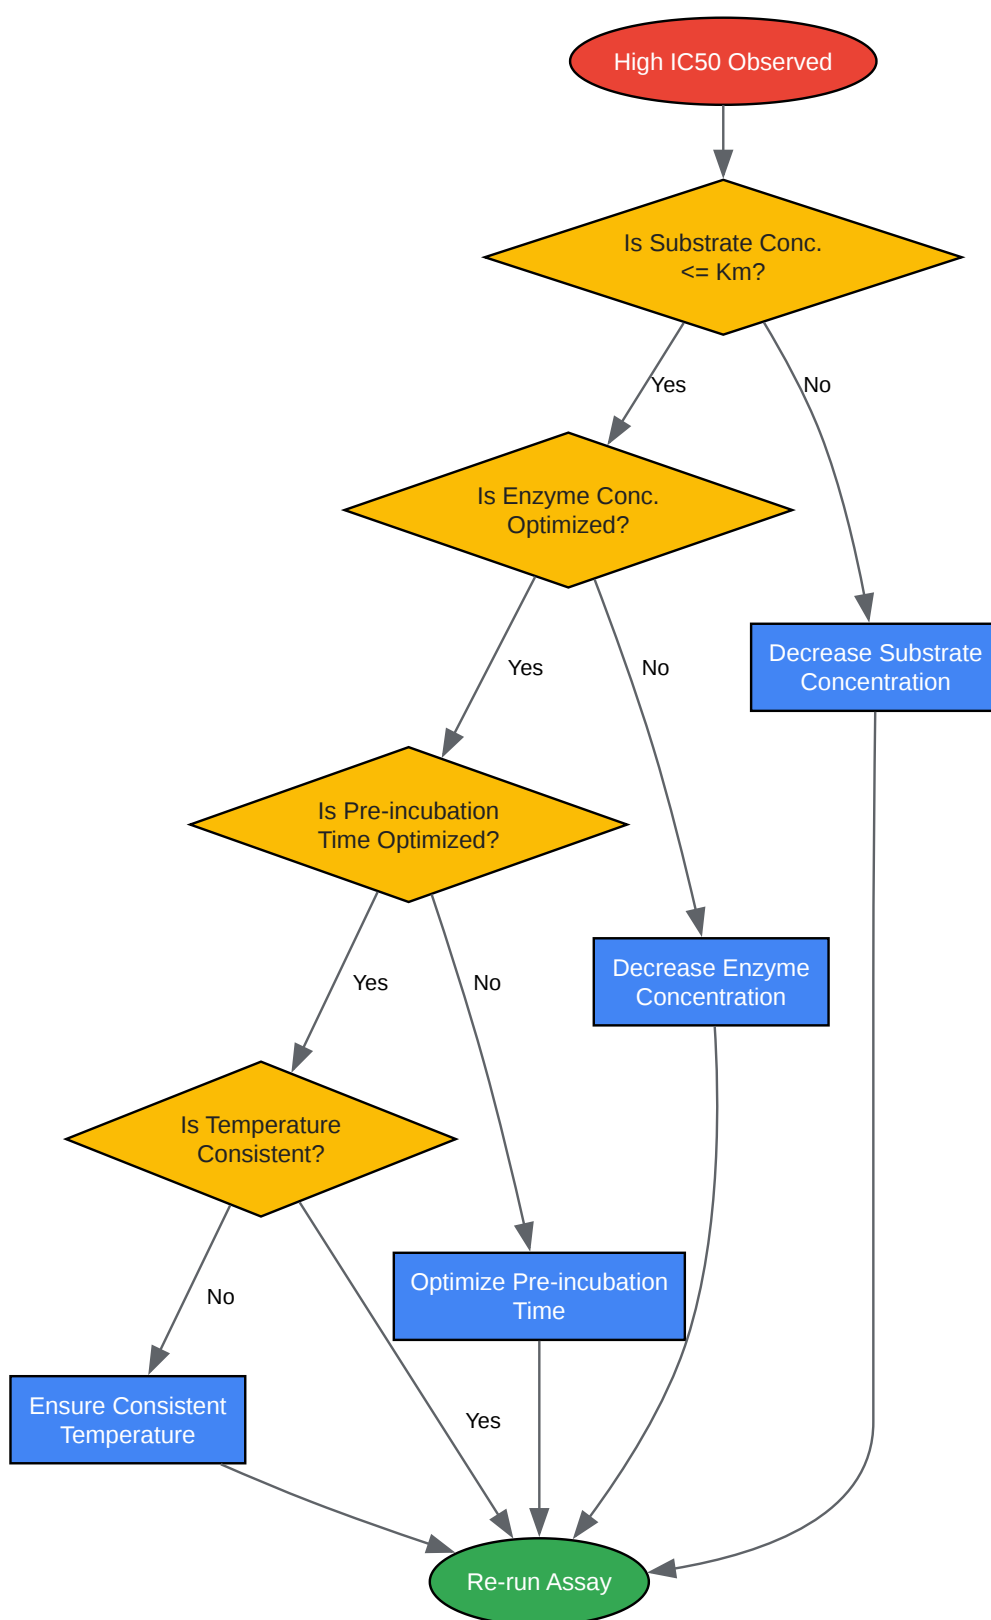 High IC50 Observed
Is Substrate Conc.
<= Km?
Yes
No
Is Enzyme Conc.
Optimized?
Decrease Substrate
Concentration
Yes
No
Is Pre-incubation
Time Optimized?
Decrease Enzyme
Concentration
Yes
No
Is Temperature
Consistent?
Optimize Pre-incubation
Time
No
Ensure Consistent
Temperature
Yes
Re-run Assay